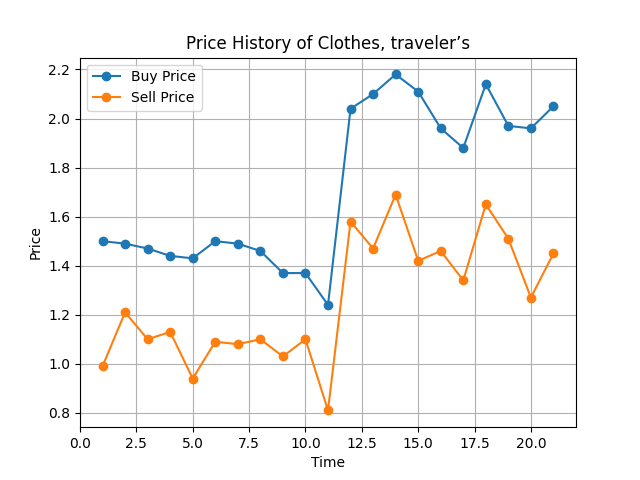 Price History of Clothes, traveler’s
Buy Price
Sell Price
2.2
2.0
1.8
1.6
1.4
1.2
1.0
0.8
Price
0.0 2.5 5.0 7.5 10.0 12.5 15.0 17.5 20.0
Time